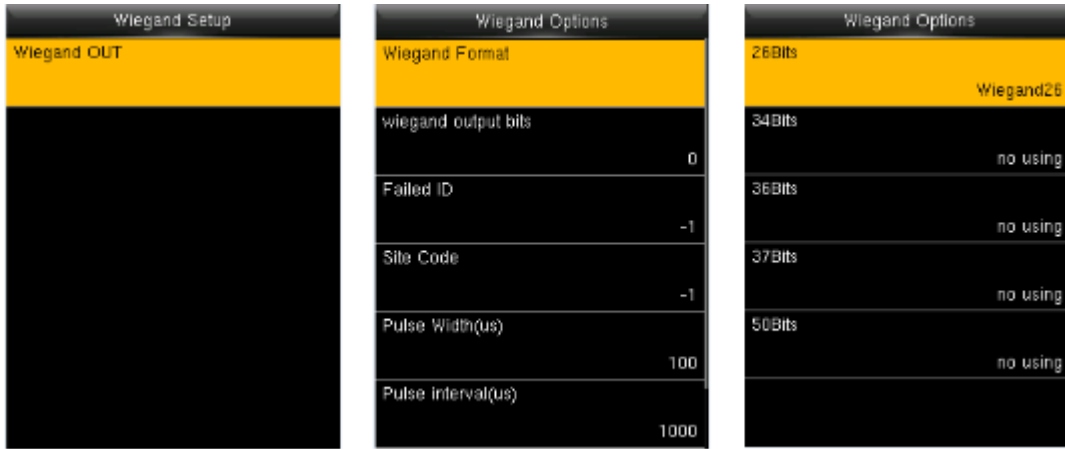 Wiegand Setup
Wiegand OUT
Wiegand Options
Wiegand Format
wiegand output bits
0
Failed ID
-1
Site Code
-1
Pulse Width(us)
100
Pulse interval(us)
1000
Wiegand Options
26Bits
Wiegand26
34Bits
no using
36Bits
no using
37Bits
no using
50Bits
no using